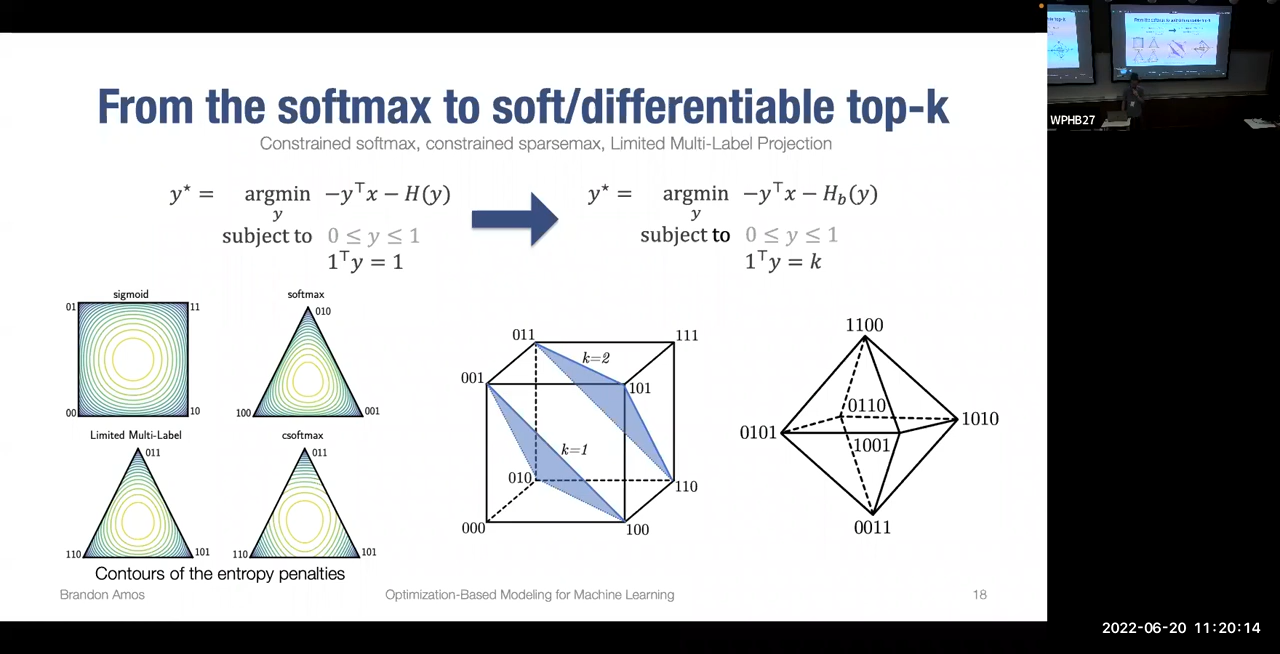 From the softmax to soft/differentiable top-k
Constrained softmax, constrained sparsemax, Limited Multi-Label Projection
y⋆ = argmin −y⊤x − H(y)
y
subject to 0 ≤ y ≤ 1
1⊤y = 1
y⋆ = argmin −y⊤x − H_b(y)
y
subject to 0 ≤ y ≤ 1
1⊤y = k
sigmoid
01 11
00 10
softmax
010
100 001
Limited Multi-Label
011
110 101
csoftmax
011
110 101
Contours of the entropy penalties
011 111
k=2
001 101
k=1
010 110
000 100
1100
0110
0101 1010
1001
0011
Brandon Amos
Optimization-Based Modeling for Machine Learning
18
WPHB27
2022-06-20 11:20:14